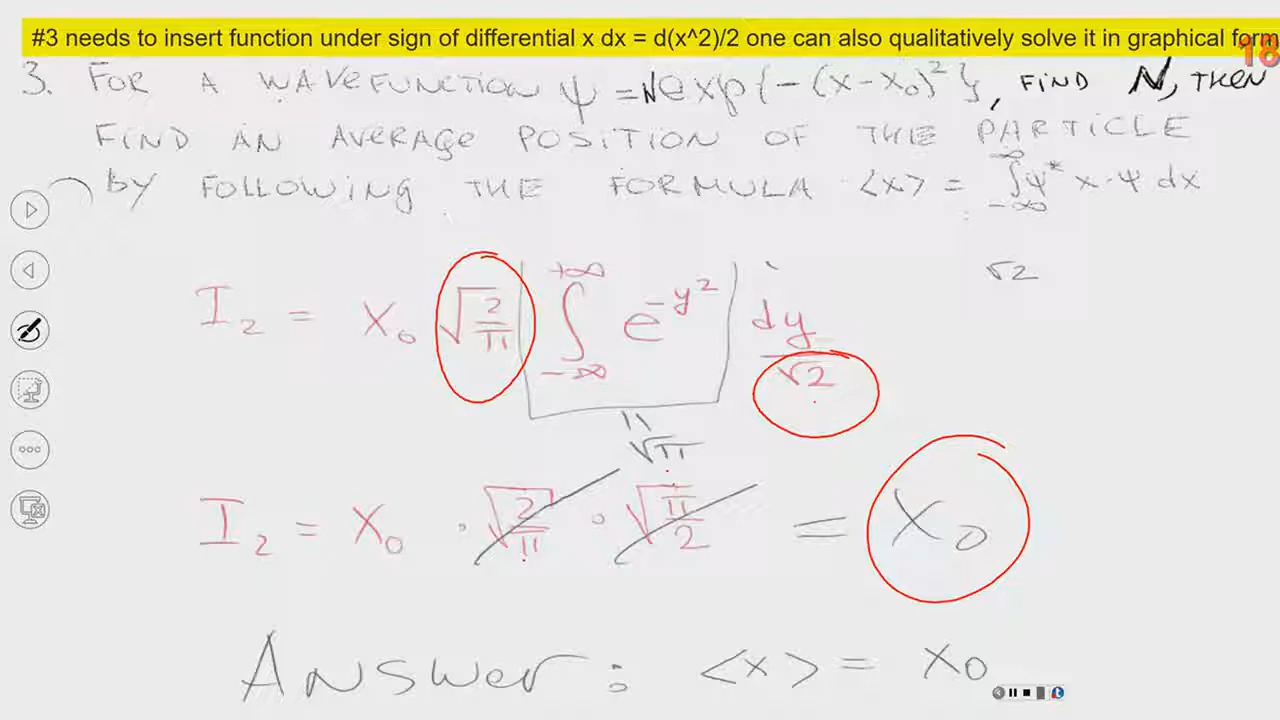 #3 needs to insert function under sign of differential x dx = d(x^2)/2 one can also qualitatively solve it in graphical form
18
3. FOR A WAVEFUNCTION ψ = N exp{-(x-x₀)²}, FIND N, THEN
FIND AN AVERAGE POSITION OF THE PARTICLE
BY FOLLOWING THE FORMULA <x> = ∫_{-∞}^{∞} ψ* x · ψ dx
√2
I₂ = x₀ √(2/π) ∫_{-∞}^{+∞} e^{-y²} dy/√2
=
√π
I₂ = x₀ · √(2/π) · √(π/2) = x₀
ANSWER: <x> = x₀